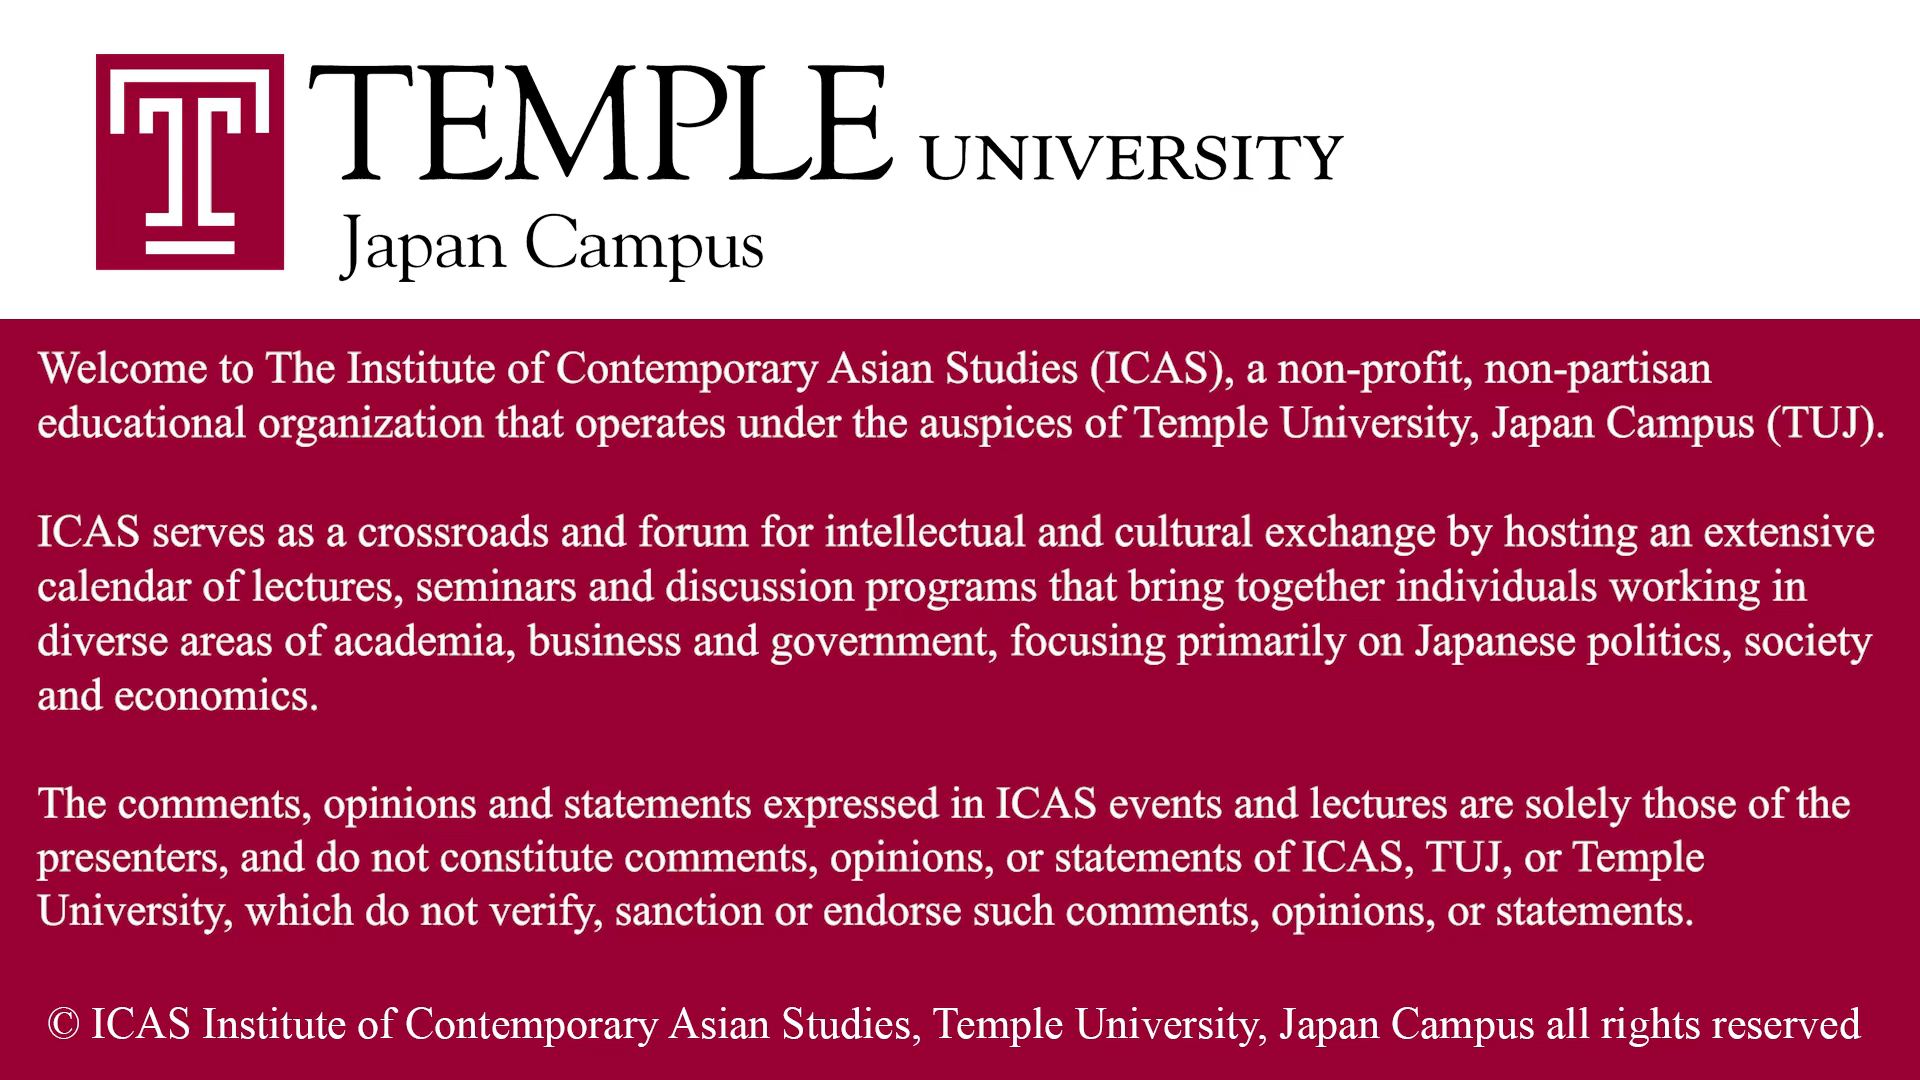 TEMPLE UNIVERSITY
Japan Campus
Welcome to The Institute of Contemporary Asian Studies (ICAS), a non-profit, non-partisan
educational organization that operates under the auspices of Temple University, Japan Campus (TUJ).
ICAS serves as a crossroads and forum for intellectual and cultural exchange by hosting an extensive
calendar of lectures, seminars and discussion programs that bring together individuals working in
diverse areas of academia, business and government, focusing primarily on Japanese politics, society
and economics.
The comments, opinions and statements expressed in ICAS events and lectures are solely those of the
presenters, and do not constitute comments, opinions, or statements of ICAS, TUJ, or Temple
University, which do not verify, sanction or endorse such comments, opinions, or statements.
© ICAS Institute of Contemporary Asian Studies, Temple University, Japan Campus all rights reserved